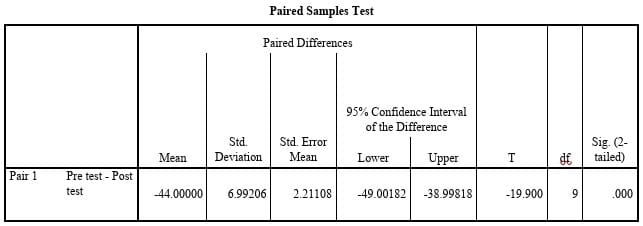 Paired Samples Test
Paired Differences
95% Confidence Interval
of the Difference
Mean Std. Deviation Std. Error Mean Lower Upper T df Sig. (2-tailed)
Pair 1 Pre test - Post test -44.00000 6.99206 2.21108 -49.00182 -38.99818 -19.900 9 .000